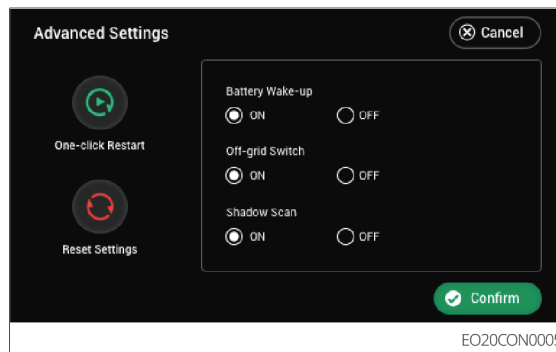 Advanced Settings
Cancel
One-click Restart
Reset Settings
Battery Wake-up
ON OFF
Off-grid Switch
ON OFF
Shadow Scan
ON OFF
Confirm
EO20CON0005